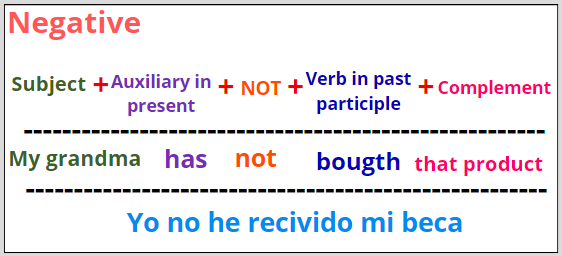 Negative
Subject + Auxiliary in present + NOT + Verb in past participle + Complement
My grandma has not bougth that product
Yo no he recivido mi beca